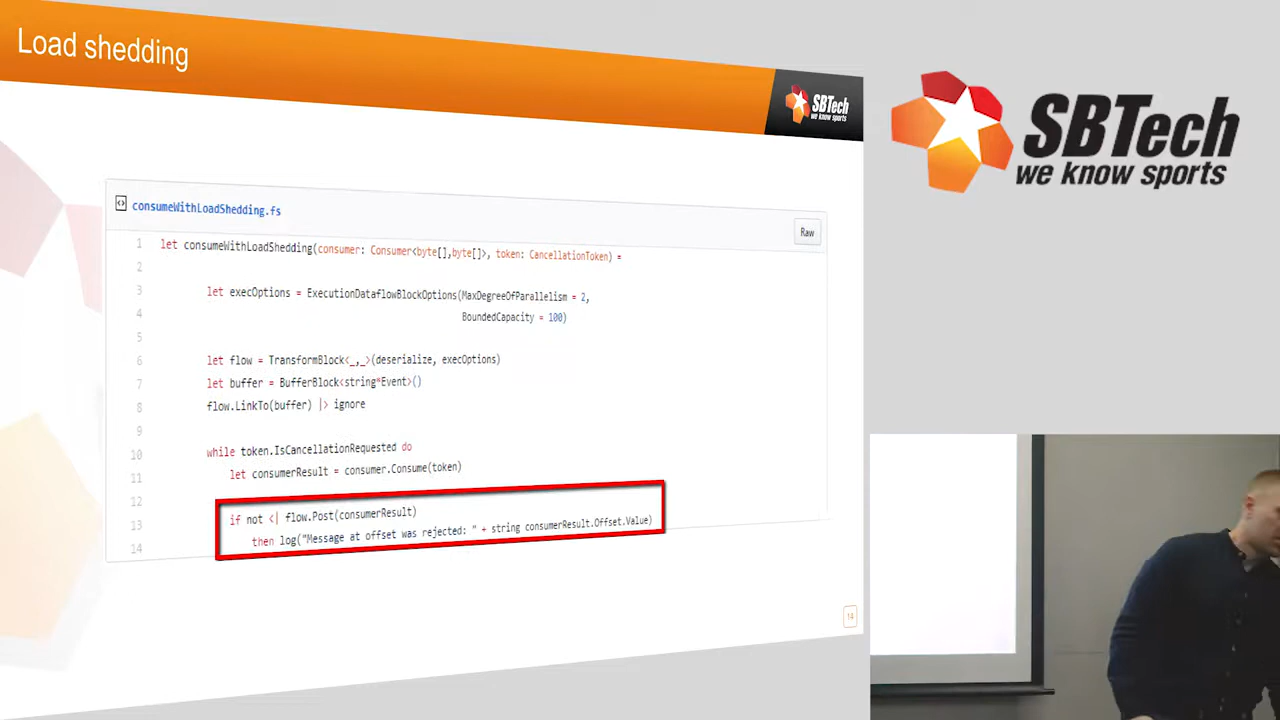 Load shedding
SBTech
we know sports
SBTech
we know sports
consumeWithLoadShedding.fs
Raw
1 let consumeWithLoadShedding(consumer: Consumer<byte[],byte[]>, token: CancellationToken) =
2
3 let execOptions = ExecutionDataflowBlockOptions(MaxDegreeOfParallelism = 2,
4 BoundedCapacity = 100)
5
6 let flow = TransformBlock<_,_>(deserialize, execOptions)
7 let buffer = BufferBlock<string*Event>()
8 flow.LinkTo(buffer) |> ignore
9
10 while token.IsCancellationRequested do
11 let consumerResult = consumer.Consume(token)
12
13 if not <| flow.Post(consumerResult)
14 then log("Message at offset was rejected: " + string consumerResult.Offset.Value)
14